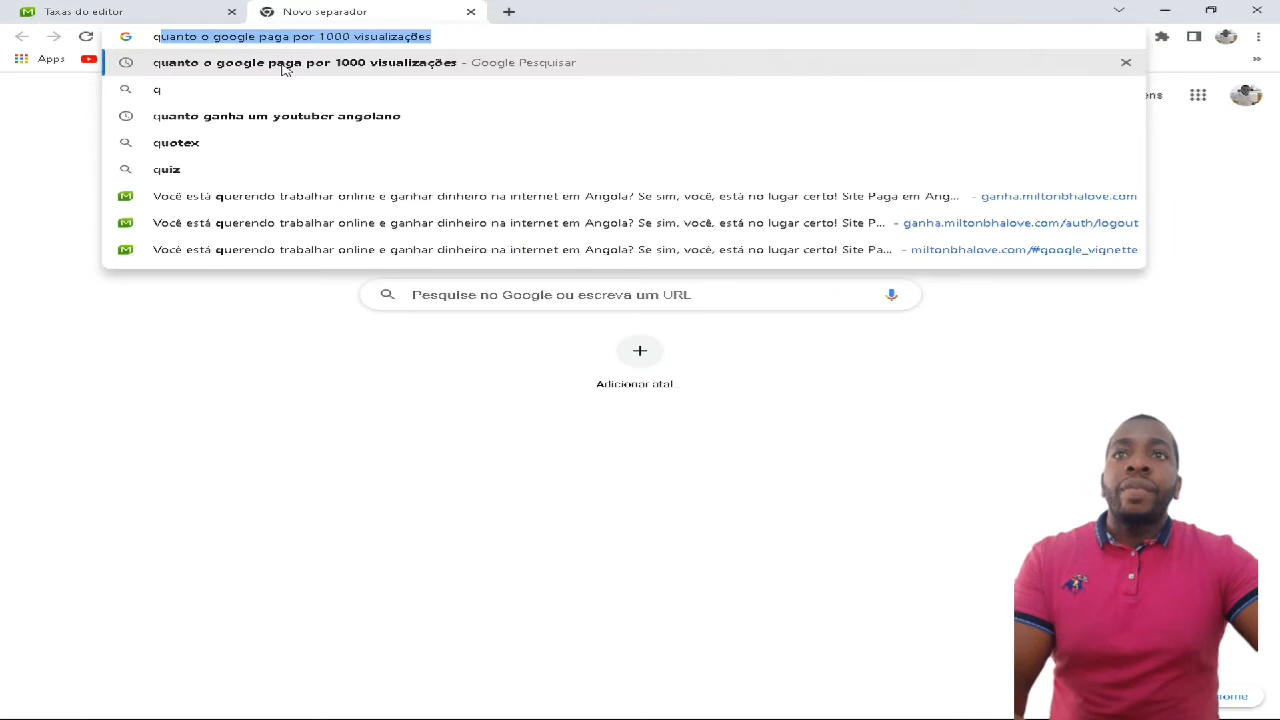 Taxas do editor
Novo separador
quanto o google paga por 1000 visualizações
Apps
quanto o google paga por 1000 visualizações - Google Pesquisar
q
quanto ganha um youtuber angolano
quotex
quiz
Você está querendo trabalhar online e ganhar dinheiro na internet em Angola? Se sim, você, está no lugar certo! Site Paga em Ang... - ganha.miltonbhalove.com
Você está querendo trabalhar online e ganhar dinheiro na internet em Angola? Se sim, você, está no lugar certo! Site P... - ganha.miltonbhalove.com/auth/logout
Você está querendo trabalhar online e ganhar dinheiro na internet em Angola? Se sim, você, está no lugar certo! Site Pa... - miltonbhalove.com/#google_vignette
ens
Pesquise no Google ou escreva um URL
Adicionar atal...
ome